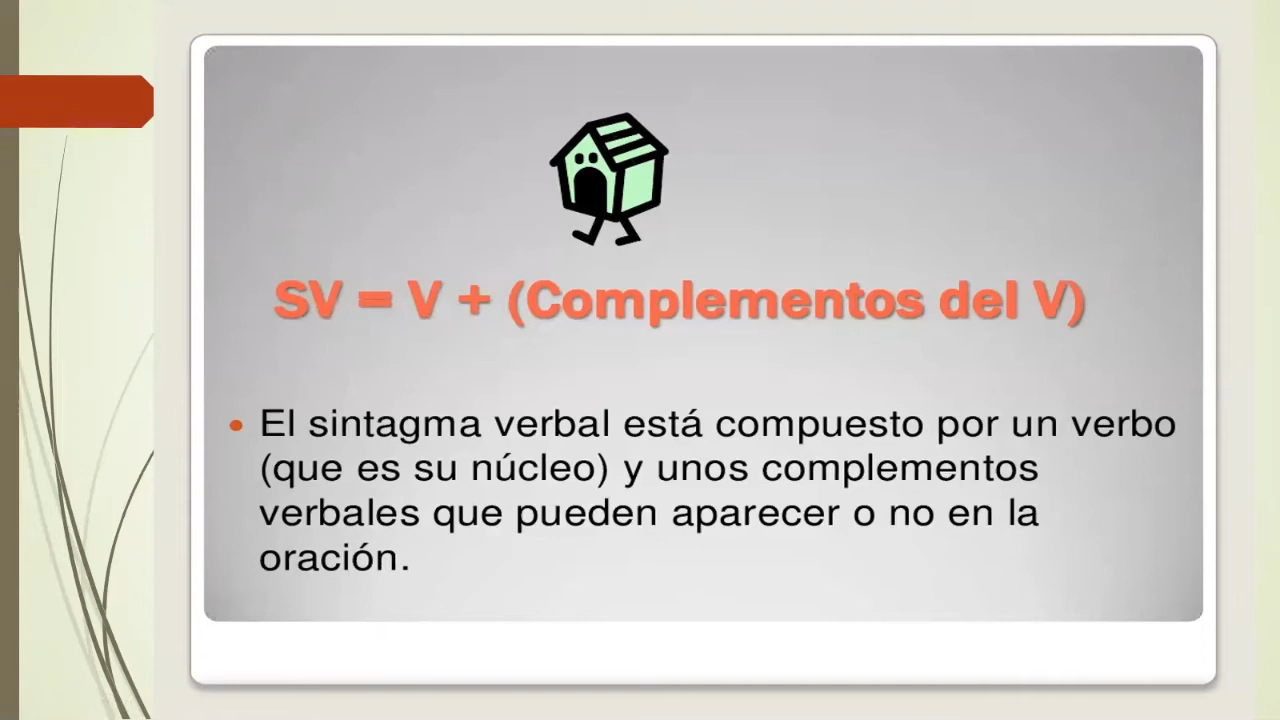 SV = V + (Complementos del V)
• El sintagma verbal está compuesto por un verbo
(que es su núcleo) y unos complementos
verbales que pueden aparecer o no en la
oración.